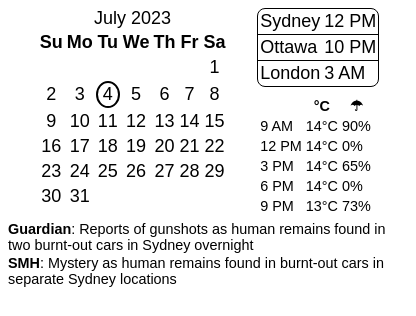 July 2023
Su Mo Tu We Th Fr Sa
1
2 3 4 5 6 7 8
9 10 11 12 13 14 15
16 17 18 19 20 21 22
23 24 25 26 27 28 29
30 31
Sydney 12 PM
Ottawa 10 PM
London 3 AM
°C ☂
9 AM 14°C 90%
12 PM 14°C 0%
3 PM 14°C 65%
6 PM 14°C 0%
9 PM 13°C 73%
Guardian: Reports of gunshots as human remains found in
two burnt-out cars in Sydney overnight
SMH: Mystery as human remains found in burnt-out cars in
separate Sydney locations